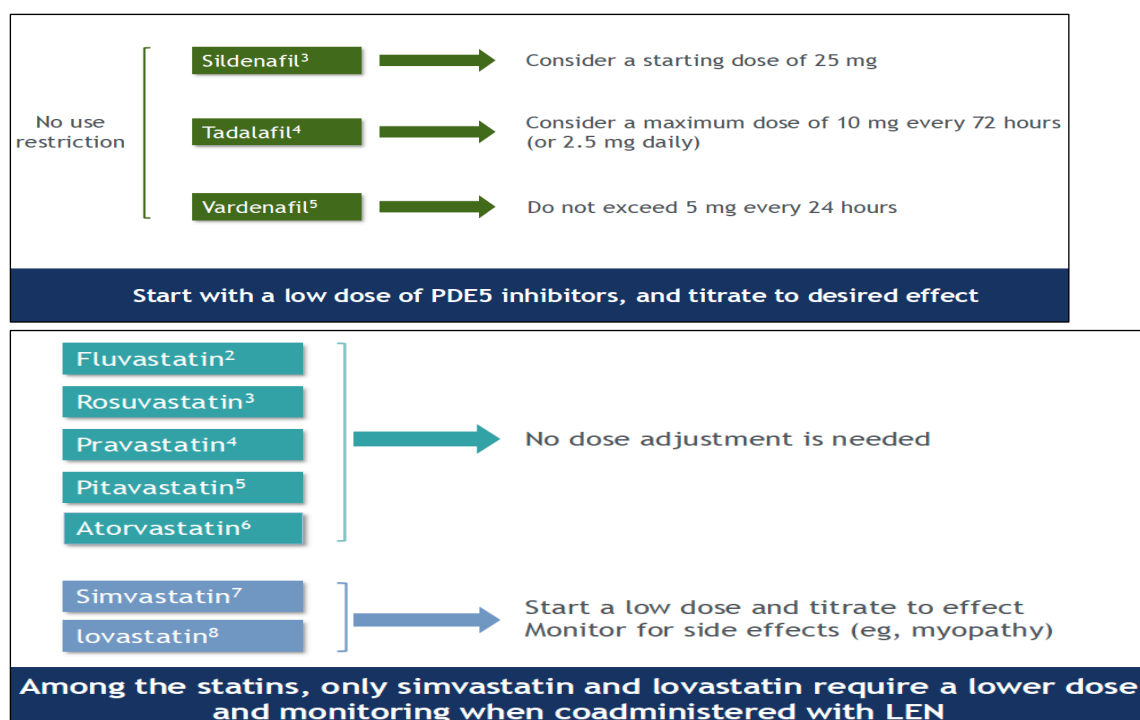 No use
restriction
Sildenafil³
Consider a starting dose of 25 mg
Tadalafil⁴
Consider a maximum dose of 10 mg every 72 hours
(or 2.5 mg daily)
Vardenafil⁵
Do not exceed 5 mg every 24 hours
Start with a low dose of PDE5 inhibitors, and titrate to desired effect
Fluvastatin²
Rosuvastatin³
Pravastatin⁴
Pitavastatin⁵
Atorvastatin⁶
No dose adjustment is needed
Simvastatin⁷
lovastatin⁸
Start a low dose and titrate to effect
Monitor for side effects (eg, myopathy)
Among the statins, only simvastatin and lovastatin require a lower dose
and monitoring when coadministered with LEN